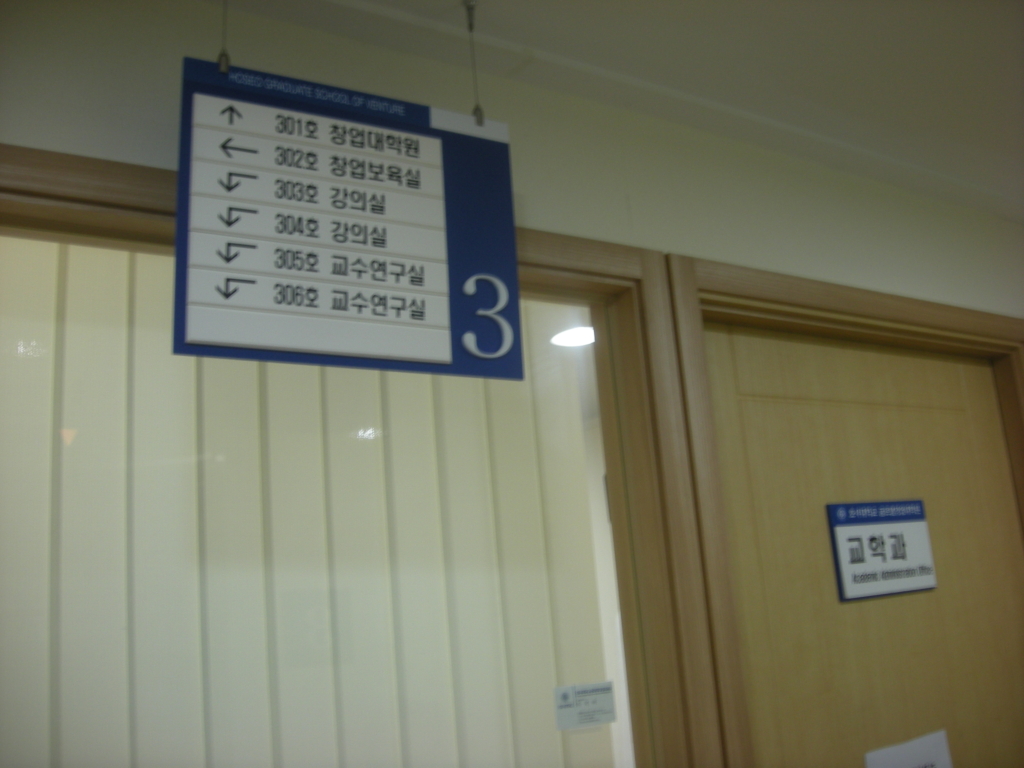 HOSEO GRADUATE SCHOOL OF VENTURE
↑ 301호 창업대학원
← 302호 창업보육실
303호 강의실
304호 강의실
305호 교수연구실
306호 교수연구실
3
교학과
Academic Administration Office